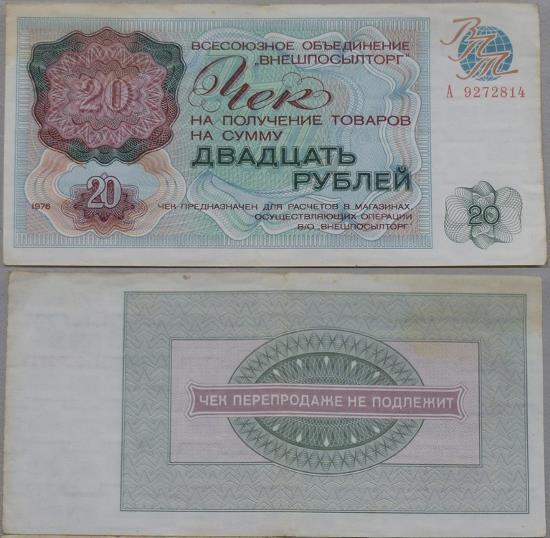 ВСЕСОЮЗНОЕ ОБЪЕДИНЕНИЕ
„ВНЕШПОСЫЛТОРГ"
ВПТ
А 9272814
20
Чек
НА ПОЛУЧЕНИЕ ТОВАРОВ
НА СУММУ
ДВАДЦАТЬ
РУБЛЕЙ
1976
20
ЧЕК ПРЕДНАЗНАЧЕН ДЛЯ РАСЧЕТОВ В МАГАЗИНАХ,
ОСУЩЕСТВЛЯЮЩИХ ОПЕРАЦИИ
В/О „ВНЕШПОСЫЛТОРГ"
20
ЧЕК ПЕРЕПРОДАЖЕ НЕ ПОДЛЕЖИТ